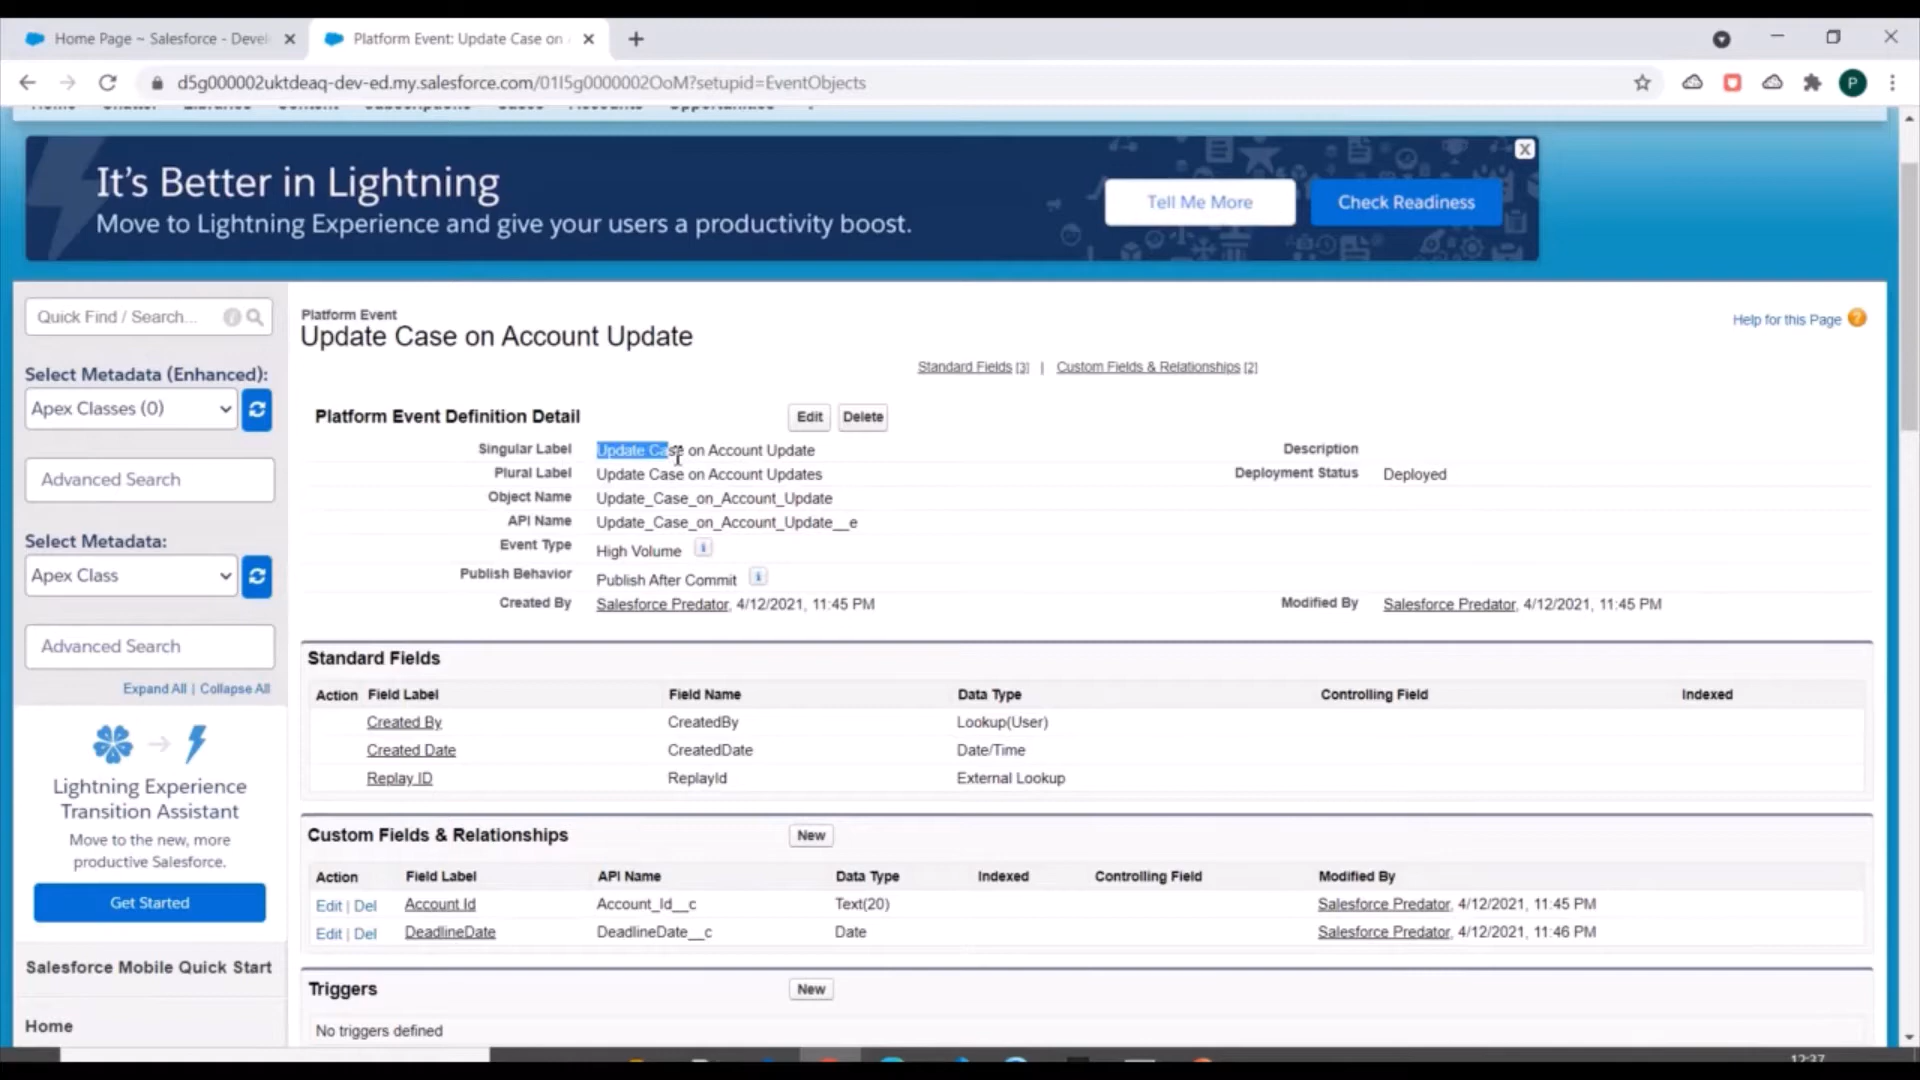 Home Page ~ Salesforce - Devel
Platform Event: Update Case on
d5g000002uktdeaq-dev-ed.my.salesforce.com/01I5g0000002OoM?setupid=EventObjects
P
It's Better in Lightning
Move to Lightning Experience and give your users a productivity boost.
Tell Me More
Check Readiness
X
Quick Find / Search...
Select Metadata (Enhanced):
Apex Classes (0)
Advanced Search
Select Metadata:
Apex Class
Advanced Search
Expand All | Collapse All
Lightning Experience
Transition Assistant
Move to the new, more
productive Salesforce.
Get Started
Salesforce Mobile Quick Start
Home
Platform Event
Update Case on Account Update
Help for this Page
Standard Fields [3] | Custom Fields & Relationships [2]
Platform Event Definition Detail
Edit Delete
Singular Label Update Case on Account Update Description
Plural Label Update Case on Account Updates Deployment Status Deployed
Object Name Update_Case_on_Account_Update
API Name Update_Case_on_Account_Update__e
Event Type High Volume
Publish Behavior Publish After Commit
Created By Salesforce Predator, 4/12/2021, 11:45 PM Modified By Salesforce Predator, 4/12/2021, 11:45 PM
Standard Fields
Action Field Label Field Name Data Type Controlling Field Indexed
Created By CreatedBy Lookup(User)
Created Date CreatedDate Date/Time
Replay ID ReplayId External Lookup
Custom Fields & Relationships New
Action Field Label API Name Data Type Indexed Controlling Field Modified By
Edit | Del Account Id Account_Id__c Text(20) Salesforce Predator, 4/12/2021, 11:45 PM
Edit | Del DeadlineDate DeadlineDate__c Date Salesforce Predator, 4/12/2021, 11:46 PM
Triggers New
No triggers defined
12:37